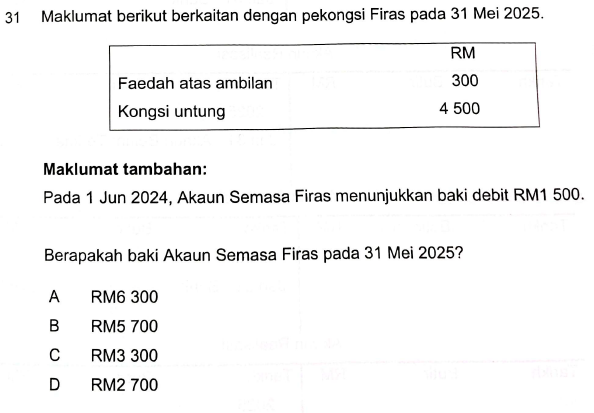 31 Maklumat berikut berkaitan dengan pekongsi Firas pada 31 Mei 2025.
RM
Faedah atas ambilan 300
Kongsi untung 4 500
Maklumat tambahan:
Pada 1 Jun 2024, Akaun Semasa Firas menunjukkan baki debit RM1 500.
Berapakah baki Akaun Semasa Firas pada 31 Mei 2025?
A RM6 300
B RM5 700
C RM3 300
D RM2 700